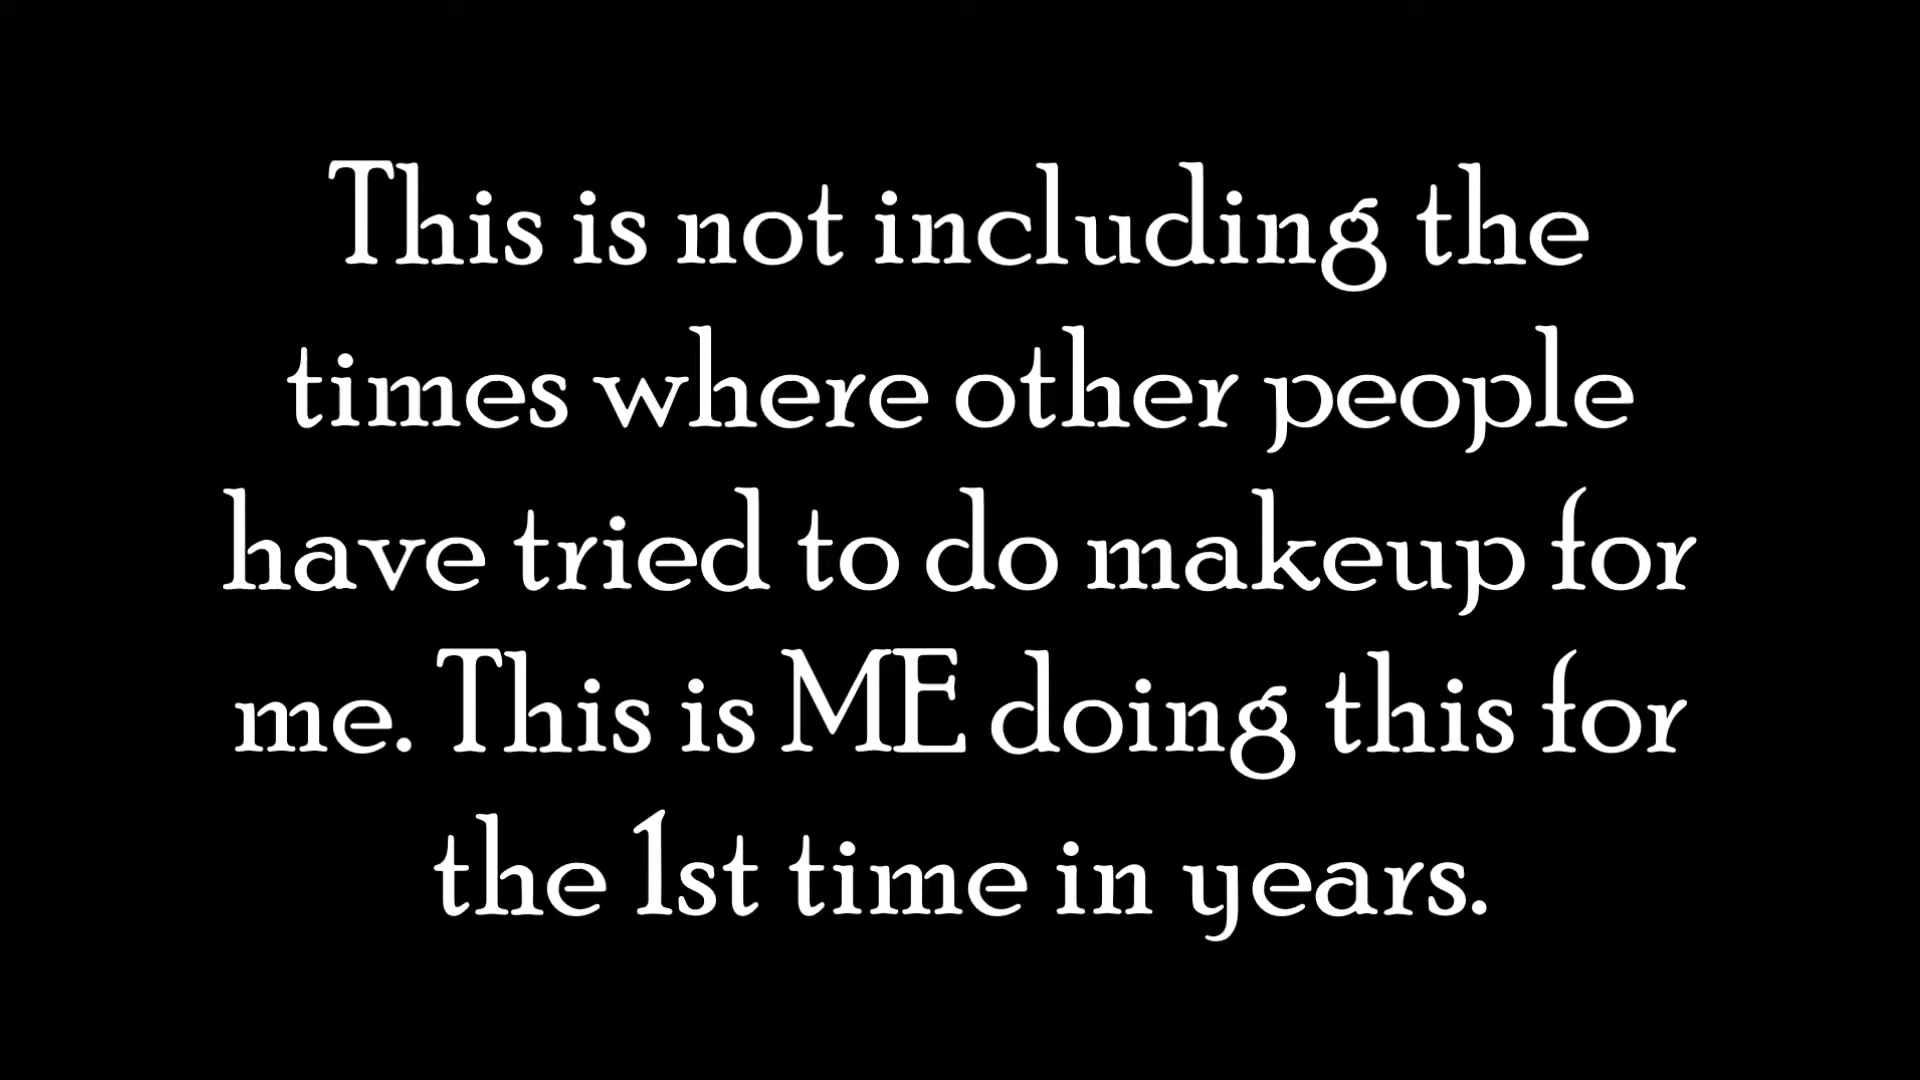 This is not including the
times where other people
have tried to do makeup for
me. This is ME doing this for
the 1st time in years.